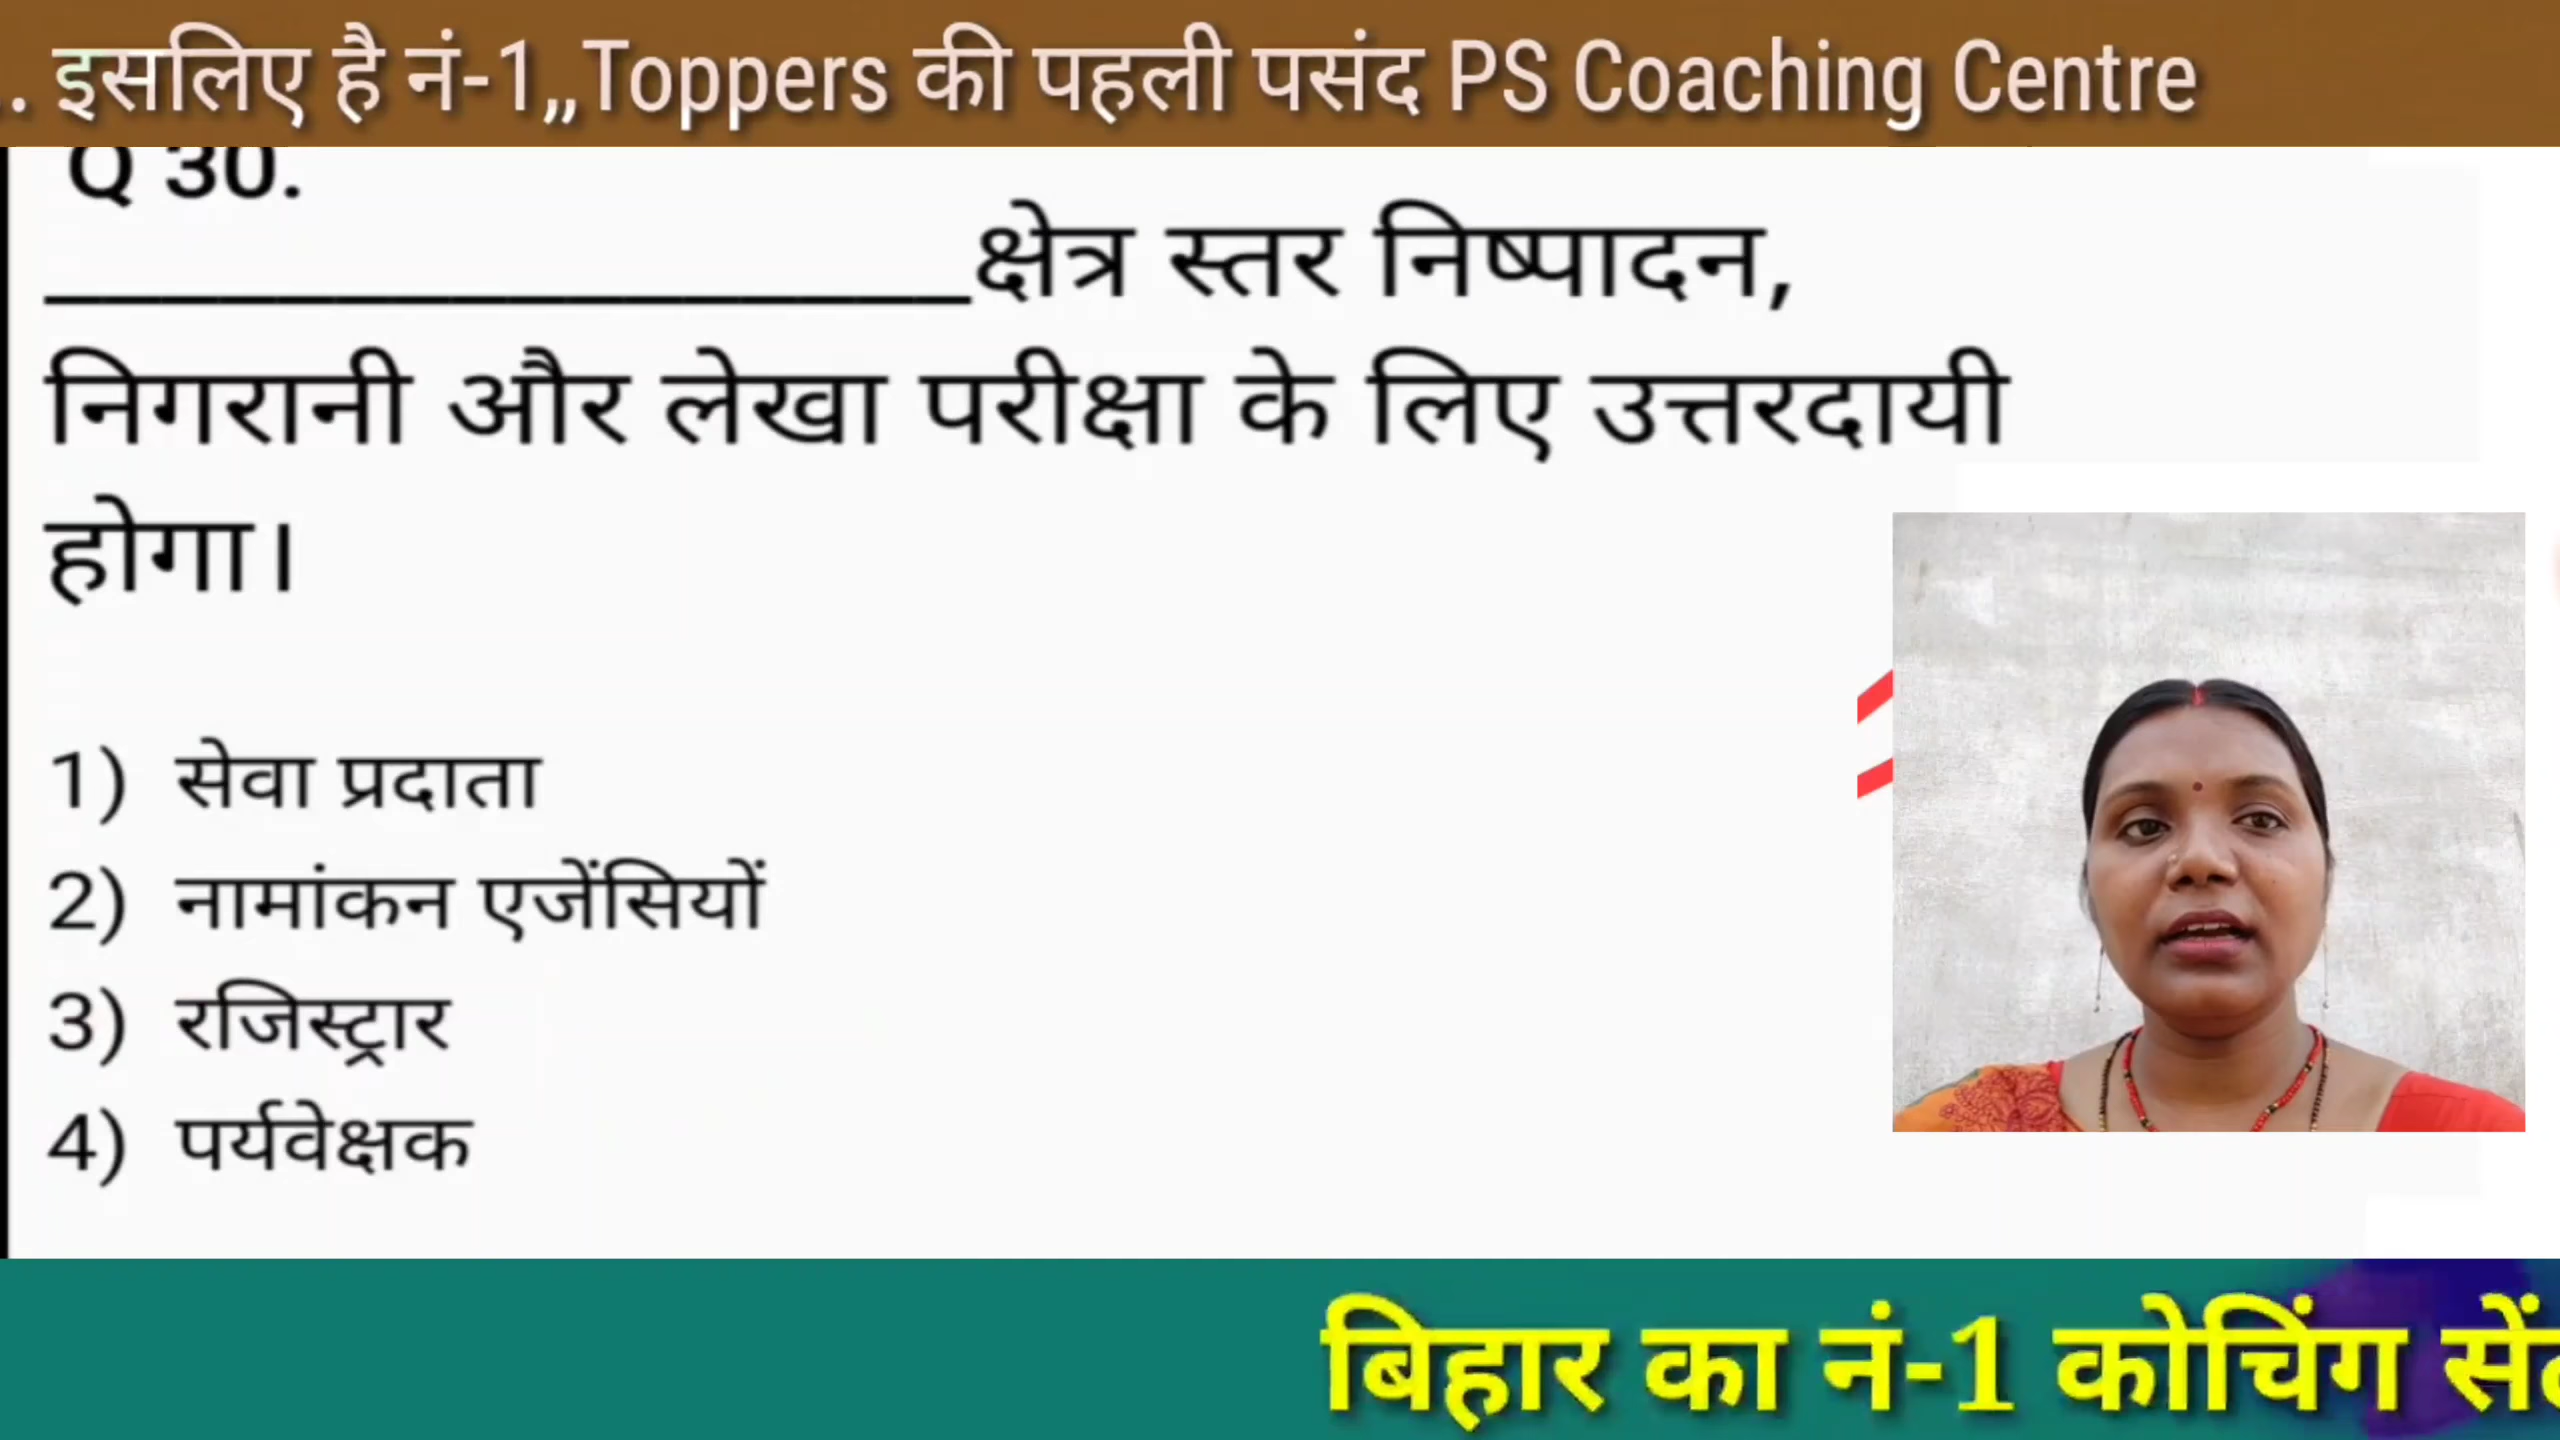 . इसलिए है नं-1,,Toppers की पहली पसंद PS Coaching Centre
Q 30.
____________________क्षेत्र स्तर निष्पादन,
निगरानी और लेखा परीक्षा के लिए उत्तरदायी
होगा।
1) सेवा प्रदाता
2) नामांकन एजेंसियों
3) रजिस्ट्रार
4) पर्यवेक्षक
बिहार का नं-1 कोचिंग